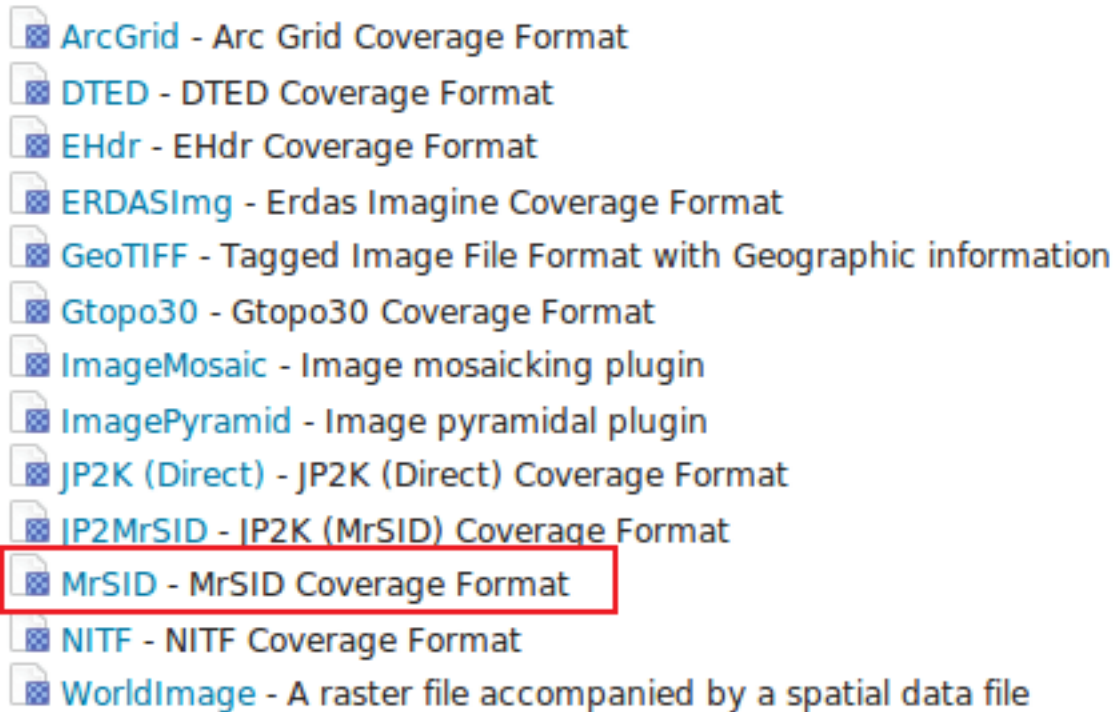 ArcGrid - Arc Grid Coverage Format
DTED - DTED Coverage Format
EHdr - EHdr Coverage Format
ERDASImg - Erdas Imagine Coverage Format
GeoTIFF - Tagged Image File Format with Geographic information
Gtopo30 - Gtopo30 Coverage Format
ImageMosaic - Image mosaicking plugin
ImagePyramid - Image pyramidal plugin
JP2K (Direct) - JP2K (Direct) Coverage Format
JP2MrSID - JP2K (MrSID) Coverage Format
MrSID - MrSID Coverage Format
NITF - NITF Coverage Format
WorldImage - A raster file accompanied by a spatial data file